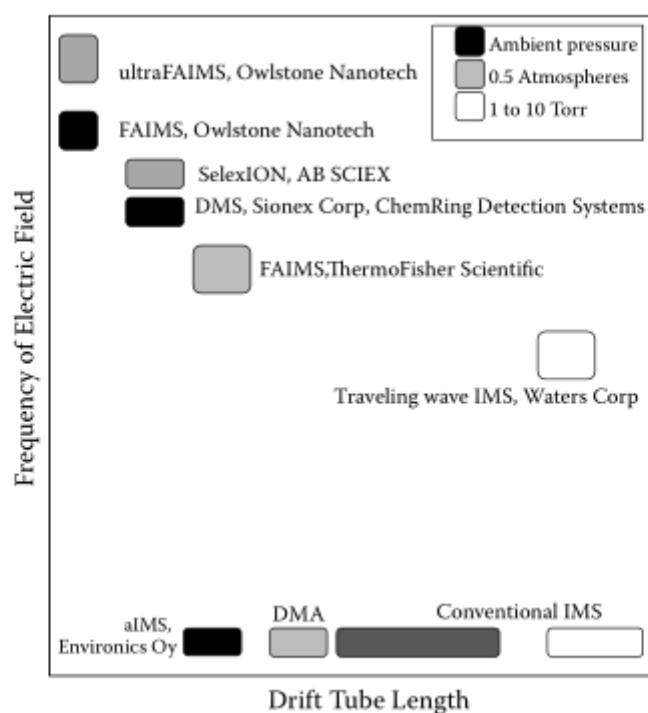 Ambient pressure
0.5 Atmospheres
1 to 10 Torr
ultraFAIMS, Owlstone Nanotech
FAIMS, Owlstone Nanotech
SelexION, AB SCIEX
DMS, Sionex Corp, ChemRing Detection Systems
FAIMS,ThermoFisher Scientific
Traveling wave IMS, Waters Corp
aIMS,
Environics Oy
DMA
Conventional IMS
Frequency of Electric Field
Drift Tube Length